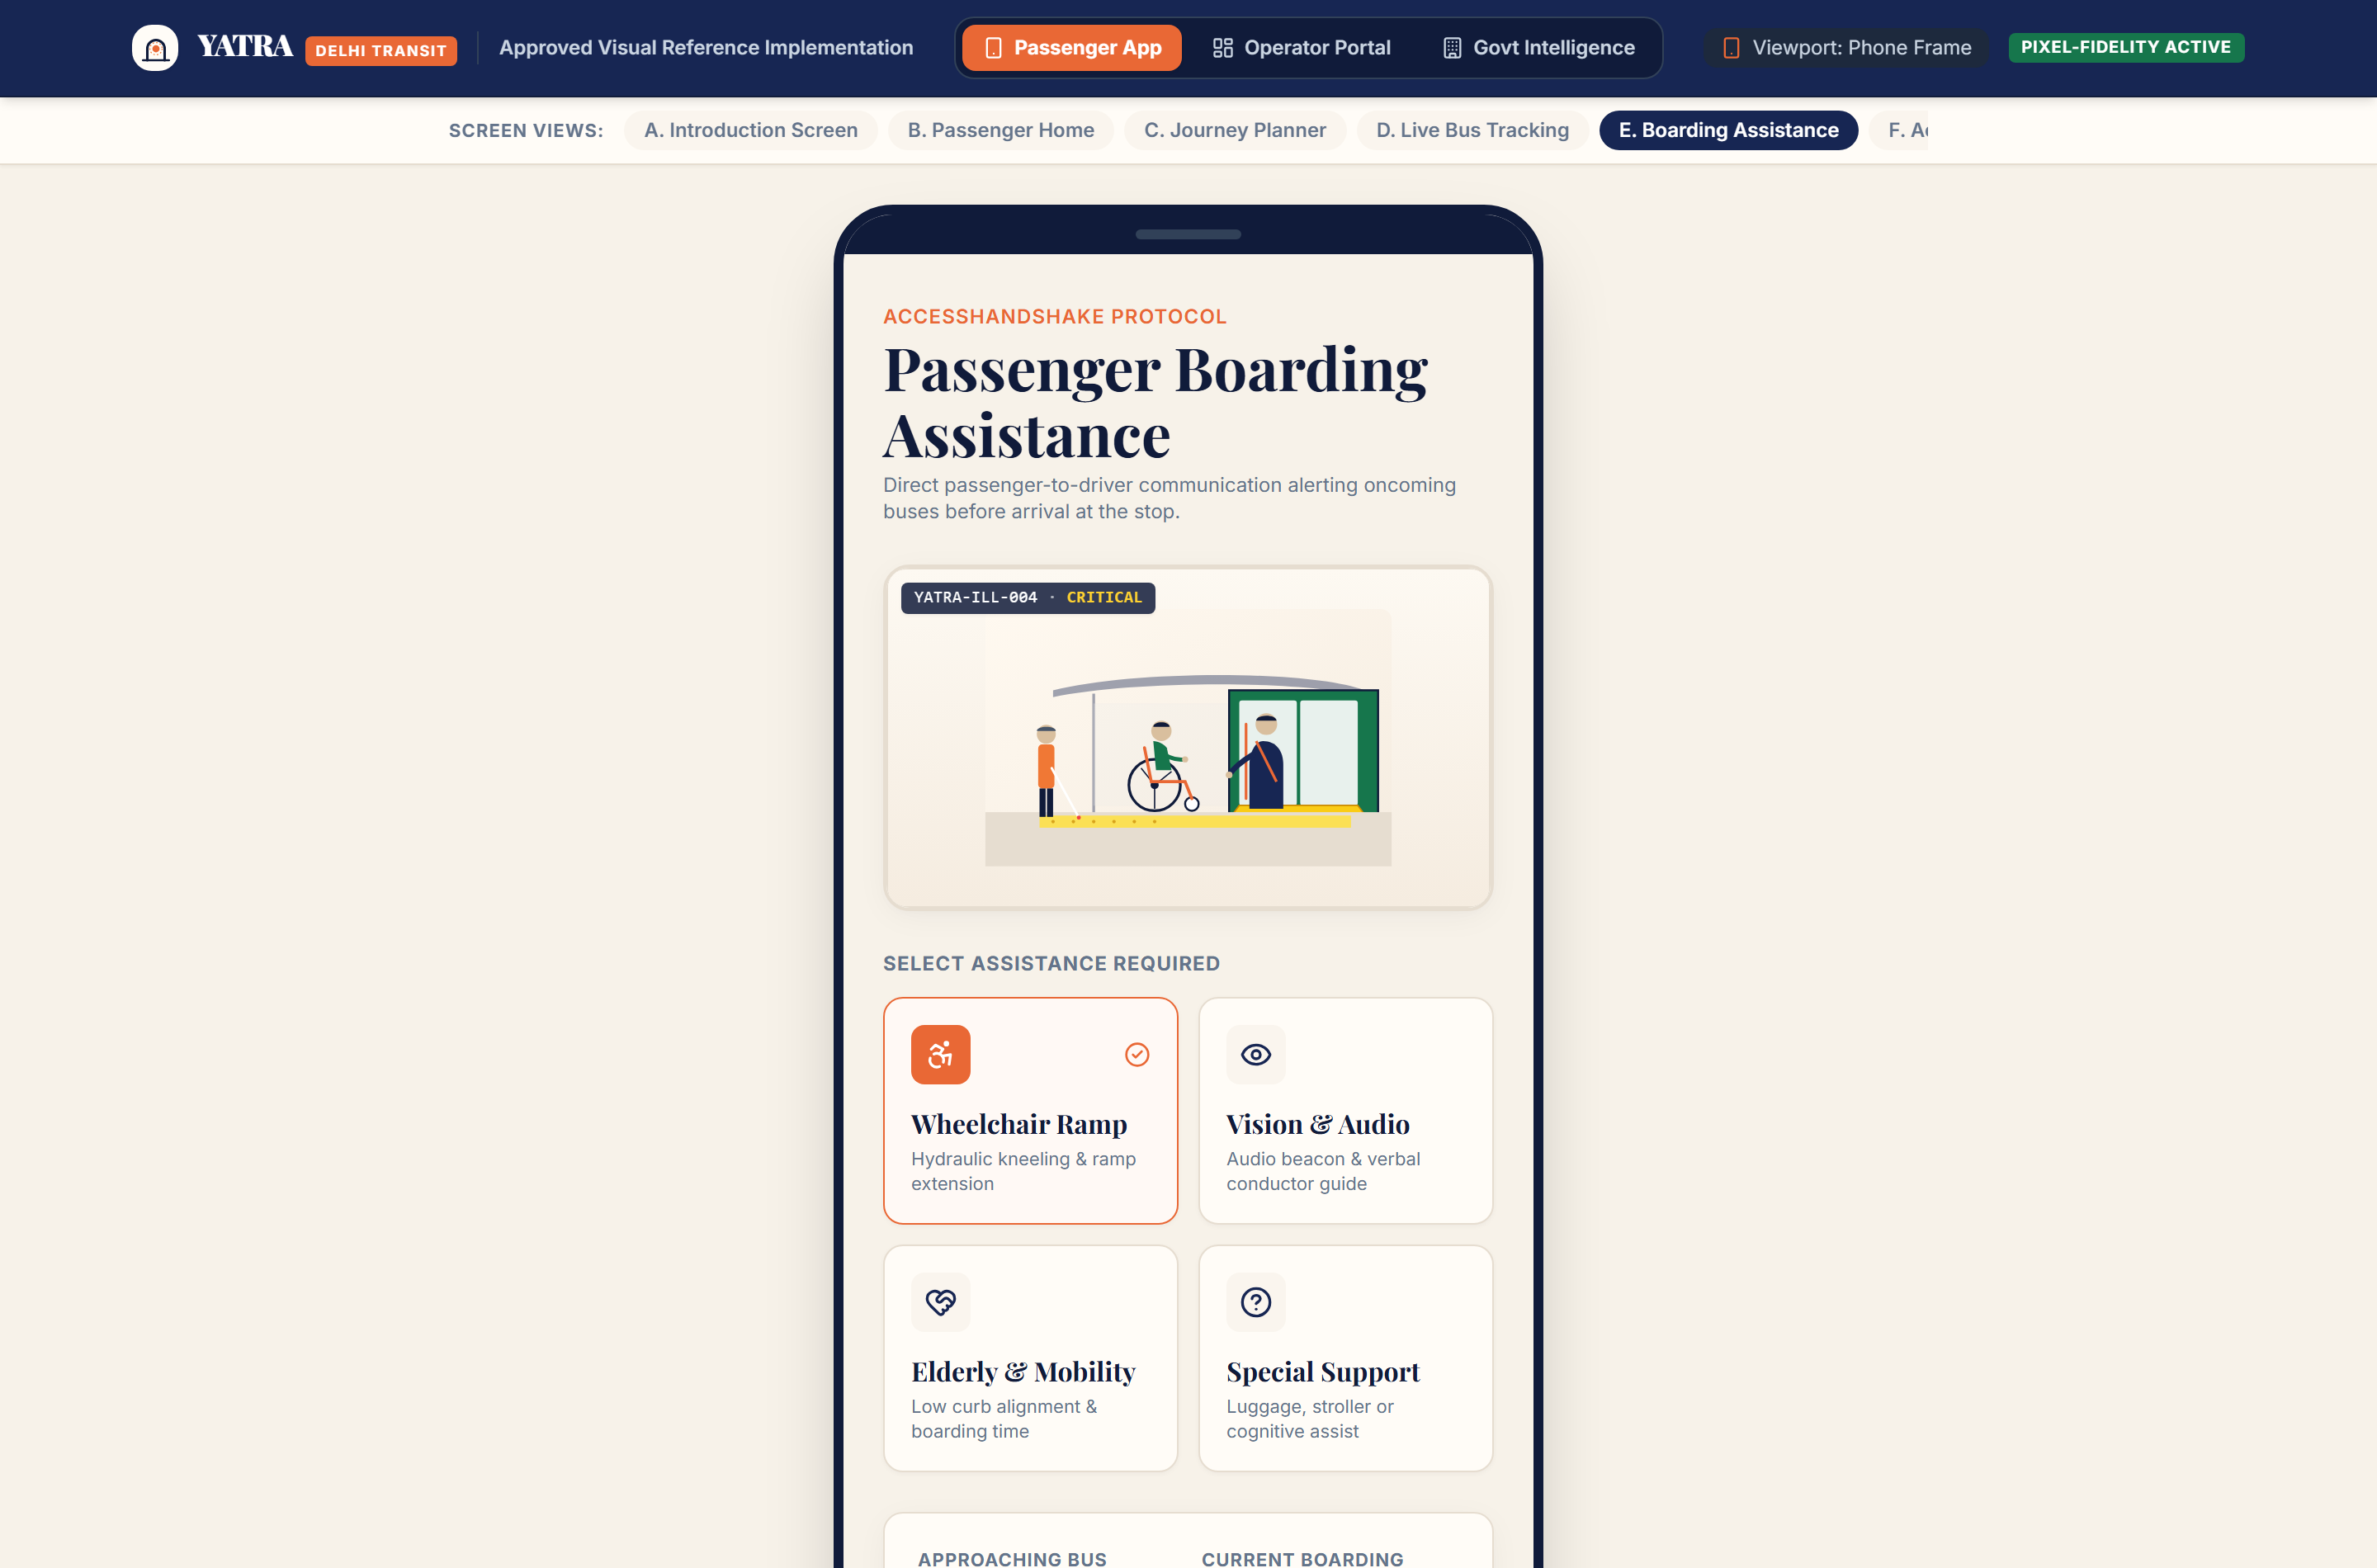 YATRA DELHI TRANSIT Approved Visual Reference Implementation Passenger App Operator Portal Govt Intelligence Viewport: Phone Frame PIXEL-FIDELITY ACTIVE
SCREEN VIEWS: A. Introduction Screen B. Passenger Home C. Journey Planner D. Live Bus Tracking E. Boarding Assistance F.
ACCESSHANDSHAKE PROTOCOL
Passenger Boarding
Assistance
Direct passenger-to-driver communication alerting oncoming
buses before arrival at the stop.
YATRA-ILL-004 · CRITICAL
SELECT ASSISTANCE REQUIRED
Wheelchair Ramp
Hydraulic kneeling & ramp
extension
Vision & Audio
Audio beacon & verbal
conductor guide
Elderly & Mobility
Low curb alignment &
boarding time
Special Support
Luggage, stroller or
cognitive assist
APPROACHING BUS
CURRENT BOARDING